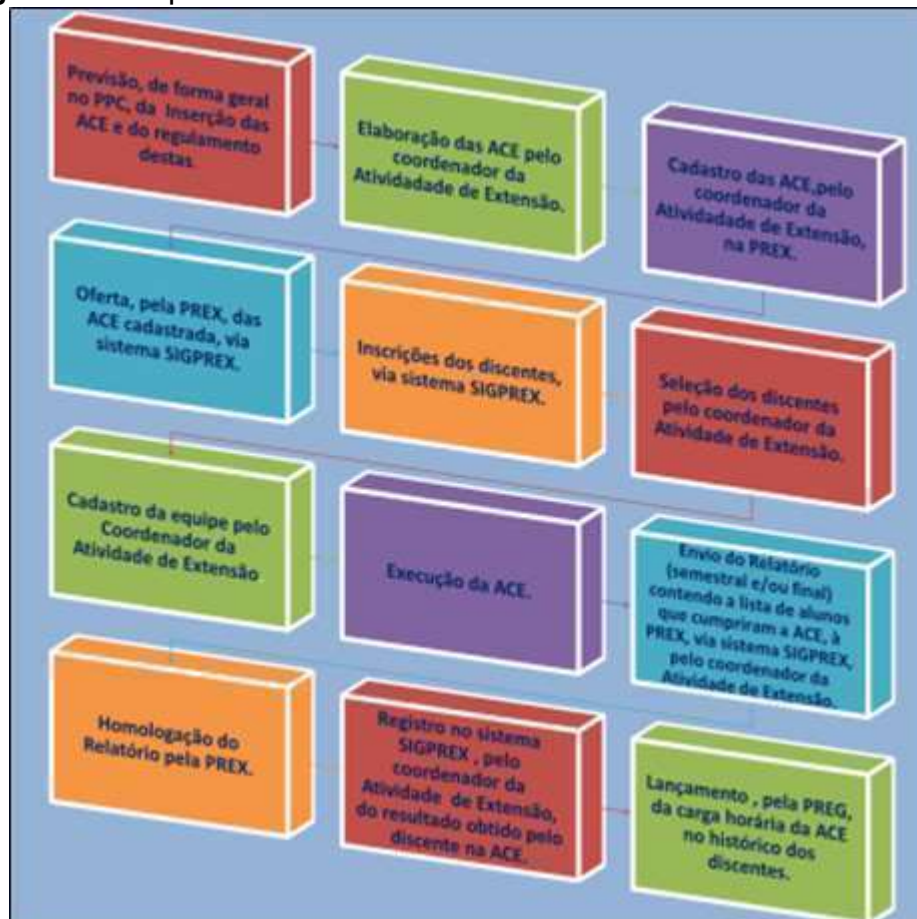 Previsão, de forma geral
no PPC, da Inserção das
ACE e do regulamento
destas.
Elaboração das ACE pelo
coordenador da
Atividadade de Extensão.
Cadastro das ACE,pelo
coordenador da
Atividadade de Extensão,
na PREX.
Oferta, pela PREX, das
ACE cadastrada, via
sistema SIGPREX.
Inscrições dos discentes,
via sistema SIGPREX.
Seleção dos discentes
pelo coordenador da
Atividade de Extensão.
Cadastro da equipe pelo
Coordenador da
Atividade de Extensão
Execução da ACE.
Envio do Relatório
(semestral e/ou final)
contendo a lista de alunos
que cumpriram a ACE, à
PREX, via sistema SIGPREX,
pelo coordenador da
Atividade de Extensão.
Homologação do
Relatório pela PREX.
Registro no sistema
SIGPREX , pelo
coordenador da
Atividade de Extensão,
do resultado obtido pelo
discente na ACE.
Lançamento , pela PREG,
da carga horária da ACE
no histórico dos
discentes.